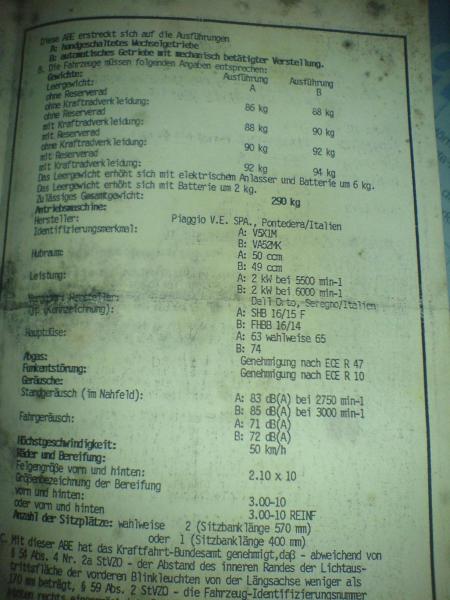 Diese ABE erstreckt sich auf die Ausführungen
A: handgeschaltetes Wechselgetriebe
B: automatisches Getriebe mit mechanisch betätigter Verstellung.
B. Die Fahrzeuge müssen folgenden Angaben entsprechen:
Gewichte: Ausführung Ausführung
Leergewicht: A B
ohne Reserverad
ohne Kraftradverkleidung: 86 kg 88 kg
ohne Reserverad
mit Kraftradverkleidung: 88 kg 90 kg
mit Reserverad
ohne Kraftradverkleidung: 90 kg 92 kg
mit Reserverad
mit Kraftradverkleidung: 92 kg 94 kg
Das Leergewicht erhöht sich mit elektrischem Anlasser und Batterie um 6 kg.
Das Leergewicht erhöht sich mit Batterie um 2 kg.
Zulässiges Gesamtgewicht: 290 kg
Antriebsmaschine:
Hersteller: Piaggio V.E. SPA., Pontedera/Italien
Identifizierungsmerkmal: A: V5X1M
B: VA52MK
Hubraum: A: 50 ccm
B: 49 ccm
Leistung: A: 2 kW bei 5500 min-1
B: 2 kW bei 6000 min-1
Hersteller: Dell Orto, Seregno/Italien
Typ (Kennzeichnung): A: SHB 16/15 F
B: FHBB 16/14
Hauptdüse: A: 63 wahlweise 65
B: 74
Abgas: Genehmigung nach ECE R 47
Funkentstörung: Genehmigung nach ECE R 10
Geräusche:
Standgeräusch (im Nahfeld): A: 83 dB(A) bei 2750 min-1
B: 85 dB(A) bei 3000 min-1
Fahrgeräusch: A: 71 dB(A)
B: 72 dB(A)
Höchstgeschwindigkeit: 50 km/h
Räder und Bereifung:
Felgengröße vorn und hinten: 2.10 x 10
Größenbezeichnung der Bereifung
vorn und hinten: 3.00-10
oder vorn und hinten 3.00-10 REINF
Anzahl der Sitzplätze: wahlweise 2 (Sitzbanklänge 570 mm)
oder 1 (Sitzbanklänge 400 mm)
C. Mit dieser ABE hat das Kraftfahrt-Bundesamt genehmigt, daß - abweichend von
§ 54 Abs. 4 Nr. 2a StVZO - der Abstand des inneren Randes der Lichtaus-
trittsfläche der vorderen Blinkleuchten von der Längsachse weniger als
170 mm beträgt, § 59 Abs. 2 StVZO - die Fahrzeug-Identifizierungsnummer